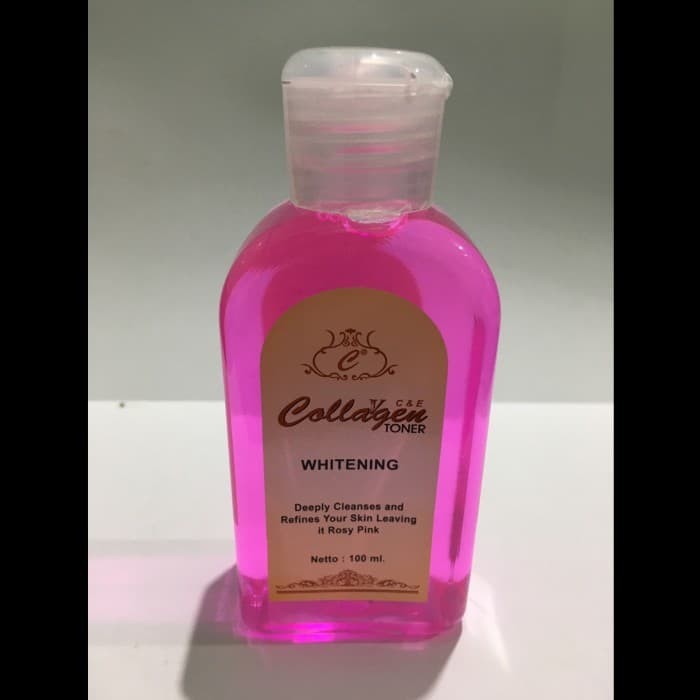 C®
C & E
Collagen
TONER
WHITENING
Deeply Cleanses and
Refines Your Skin Leaving
it Rosy Pink
Netto : 100 ml.